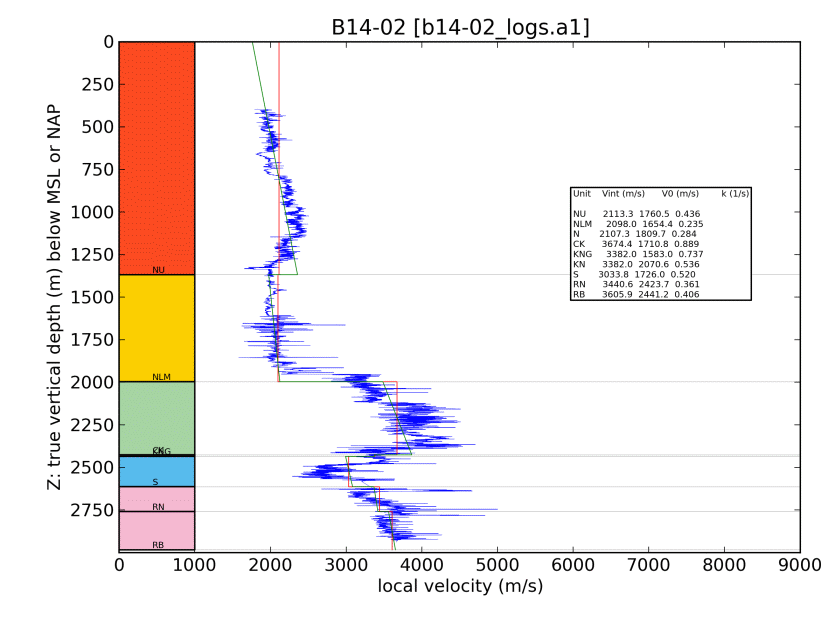 B14-02 [b14-02_logs.a1]
Z: true vertical depth (m) below MSL or NAP
0
250
500
750
1000
1250
1500
1750
2000
2250
2500
2750
NU
NLM
CK
KNG
S
RN
RB
Unit Vint (m/s) V0 (m/s) k (1/s)
NU 2113.3 1760.5 0.436
NLM 2098.0 1654.4 0.235
N 2107.3 1809.7 0.284
CK 3674.4 1710.8 0.889
KNG 3382.0 1583.0 0.737
KN 3382.0 2070.6 0.536
S 3033.8 1726.0 0.520
RN 3440.6 2423.7 0.361
RB 3605.9 2441.2 0.406
0 1000 2000 3000 4000 5000 6000 7000 8000 9000
local velocity (m/s)